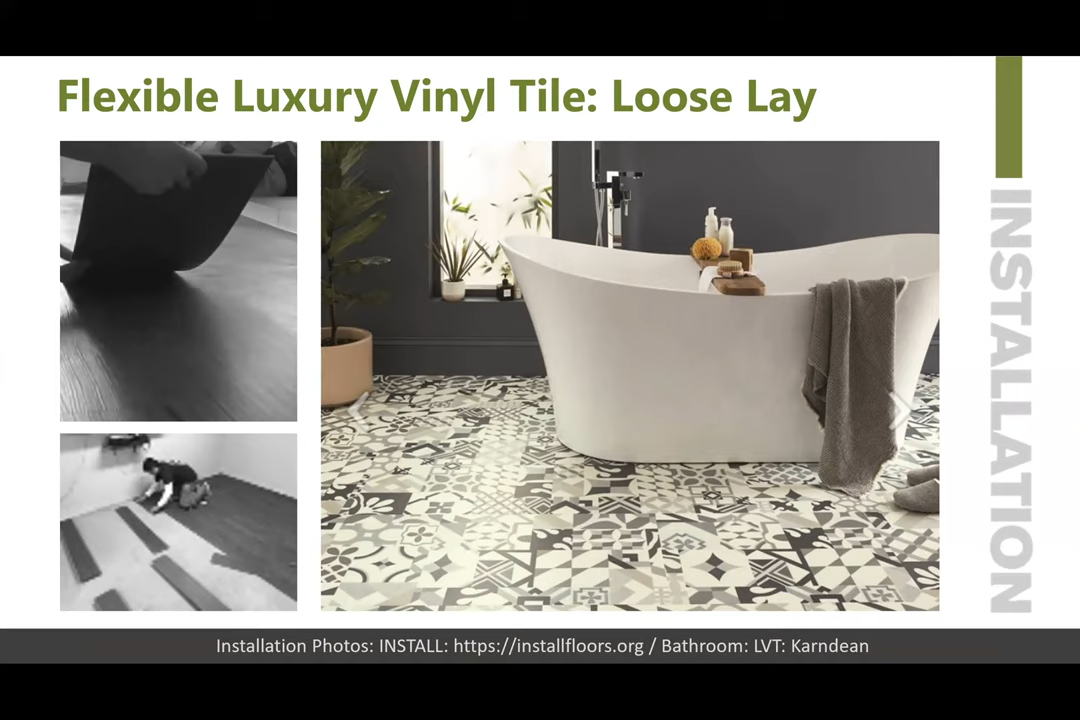 Flexible Luxury Vinyl Tile: Loose Lay
INSTALLATION
Installation Photos: INSTALL: https://installfloors.org / Bathroom: LVT: Karndean